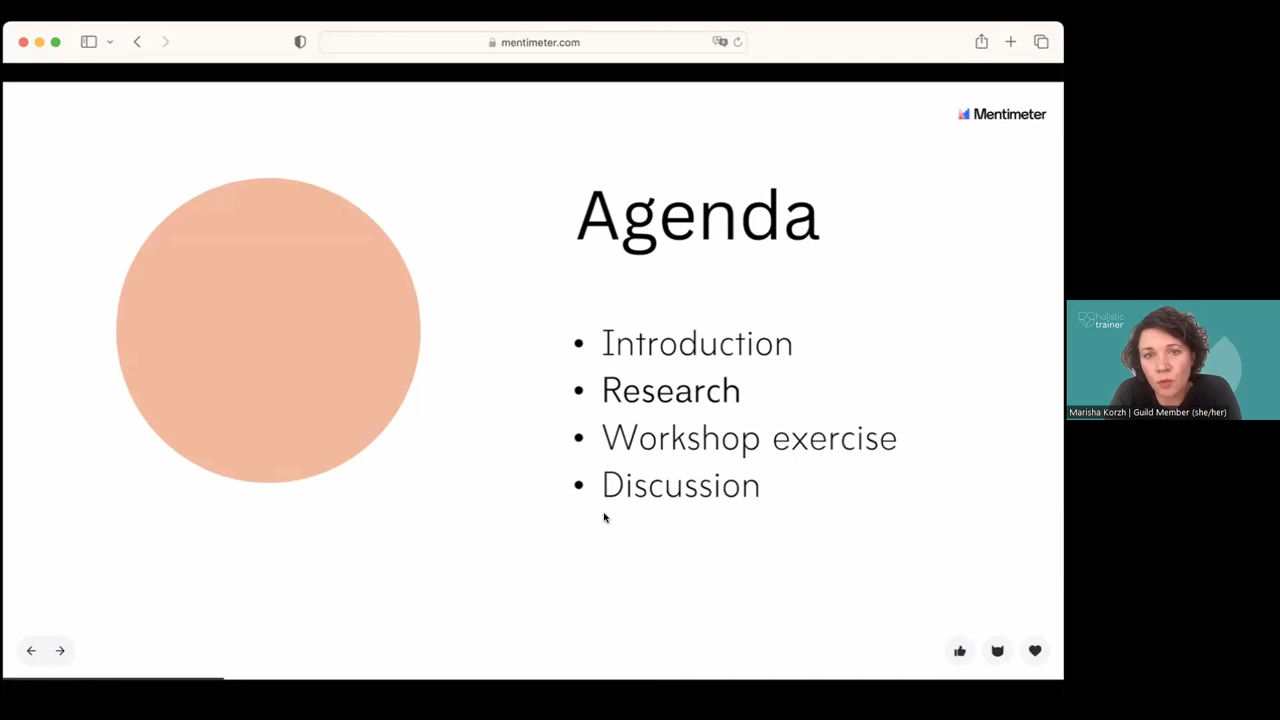 mentimeter.com
Mentimeter
Agenda
• Introduction
• Research
• Workshop exercise
• Discussion
holistic
trainer
Marisha Korzh | Guild Member (she/her)